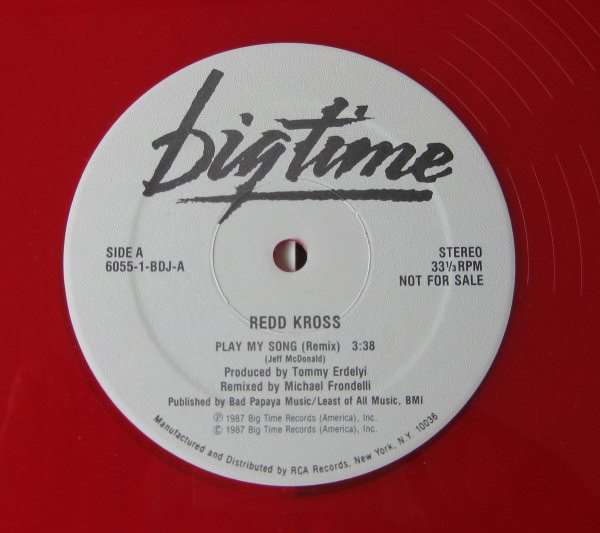 bigtime
SIDE A
6055-1-BDJ-A
STEREO
33⅓ RPM
NOT FOR SALE
REDD KROSS
PLAY MY SONG (Remix) 3:38
(Jeff McDonald)
Produced by Tommy Erdelyi
Remixed by Michael Frondelli
Published by Bad Papaya Music/Least of All Music, BMI
℗ 1987 Big Time Records (America), Inc.
© 1987 Big Time Records (America), Inc.
Manufactured and Distributed by RCA Records, New York, N.Y. 10036